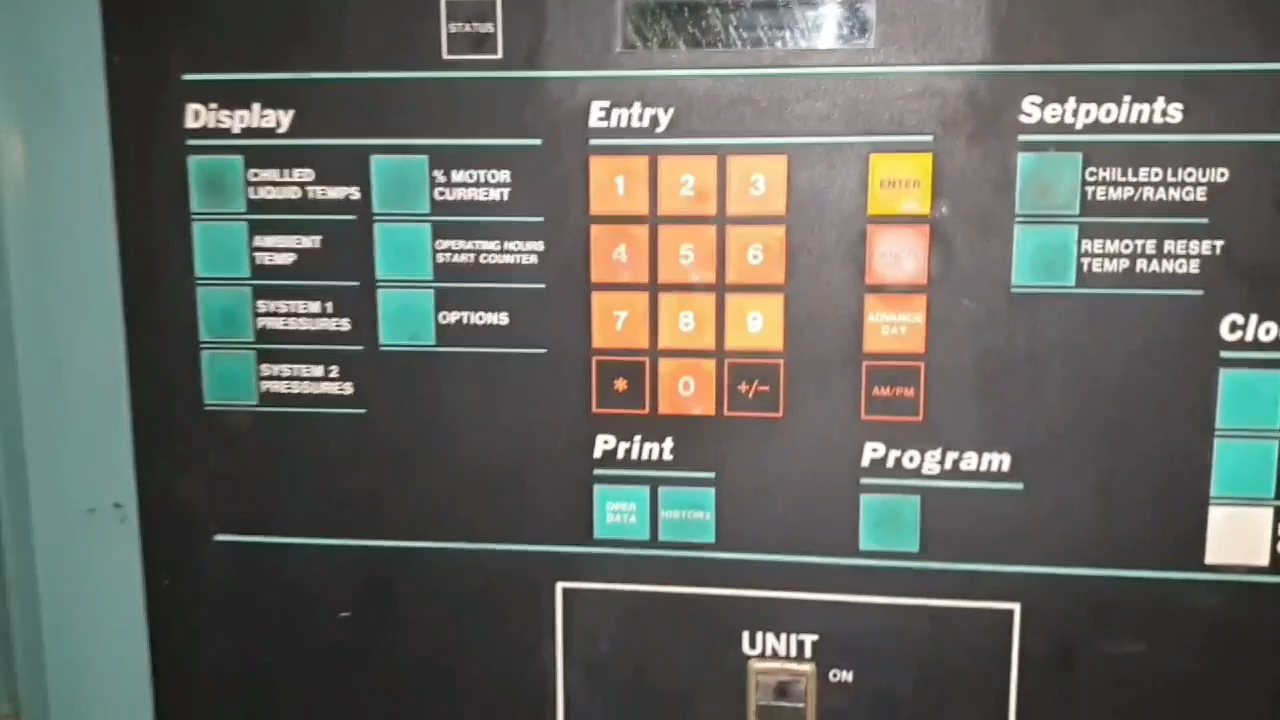 STATUS
Display
CHILLED
LIQUID TEMPS
AMBIENT
TEMP
SYSTEM 1
PRESSURES
SYSTEM 2
PRESSURES
% MOTOR
CURRENT
OPERATING HOURS
START COUNTER
OPTIONS
Entry
1 2 3
4 5 6
7 8 9
* 0 +/-
ENTER
ADVANCE
DAY
AM/PM
Setpoints
CHILLED LIQUID
TEMP/RANGE
REMOTE RESET
TEMP RANGE
Clo
Print
OPER
DATA
HISTORY
Program
UNIT
ON